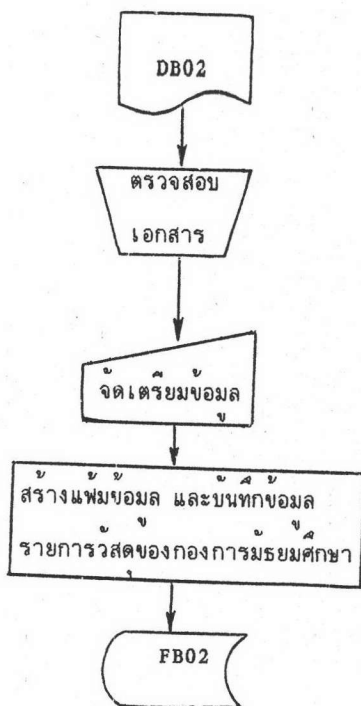 DB02
ตรวจสอบ
เอกสาร
จัดเตรียมข้อมูล
สร้างแฟ้มข้อมูล และบันทึกข้อมูล
รายการวัสดุของกองการมัธยมศึกษา
FB02